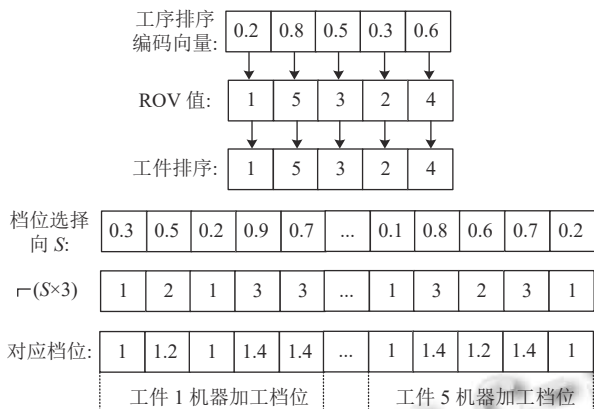 工序排序
编码向量: 0.2 0.8 0.5 0.3 0.6
ROV 值: 1 5 3 2 4
工件排序: 1 5 3 2 4
档位选择
向 S: 0.3 0.5 0.2 0.9 0.7 ... 0.1 0.8 0.6 0.7 0.2
⌐(S×3) 1 2 1 3 3 ... 1 3 2 3 1
对应档位: 1 1.2 1 1.4 1.4 ... 1 1.4 1.2 1.4 1
工件 1 机器加工档位 工件 5 机器加工档位